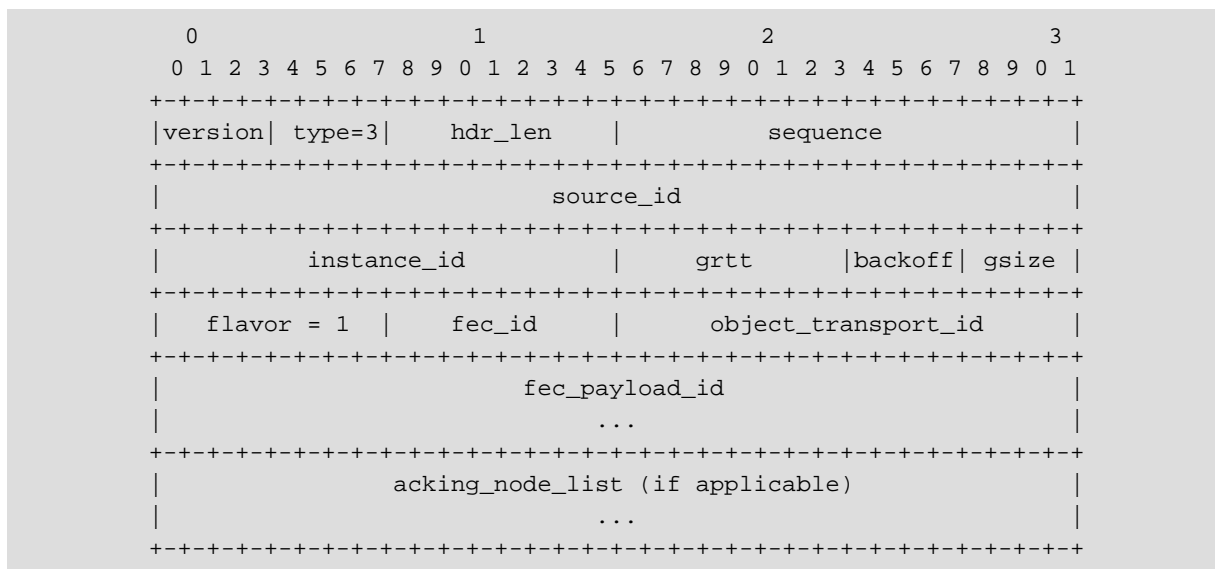 0                   1                   2                   3
0 1 2 3 4 5 6 7 8 9 0 1 2 3 4 5 6 7 8 9 0 1 2 3 4 5 6 7 8 9 0 1
+-+-+-+-+-+-+-+-+-+-+-+-+-+-+-+-+-+-+-+-+-+-+-+-+-+-+-+-+-+-+-+-+
|version| type=3|    hdr_len    |          sequence             |
+-+-+-+-+-+-+-+-+-+-+-+-+-+-+-+-+-+-+-+-+-+-+-+-+-+-+-+-+-+-+-+-+
|                           source_id                           |
+-+-+-+-+-+-+-+-+-+-+-+-+-+-+-+-+-+-+-+-+-+-+-+-+-+-+-+-+-+-+-+-+
|          instance_id          |     grtt      |backoff| gsize |
+-+-+-+-+-+-+-+-+-+-+-+-+-+-+-+-+-+-+-+-+-+-+-+-+-+-+-+-+-+-+-+-+
|   flavor = 1  |    fec_id     |      object_transport_id      |
+-+-+-+-+-+-+-+-+-+-+-+-+-+-+-+-+-+-+-+-+-+-+-+-+-+-+-+-+-+-+-+-+
|                         fec_payload_id                        |
|                              ...                              |
+-+-+-+-+-+-+-+-+-+-+-+-+-+-+-+-+-+-+-+-+-+-+-+-+-+-+-+-+-+-+-+-+
|                acking_node_list (if applicable)               |
|                              ...                              |
+-+-+-+-+-+-+-+-+-+-+-+-+-+-+-+-+-+-+-+-+-+-+-+-+-+-+-+-+-+-+-+-+